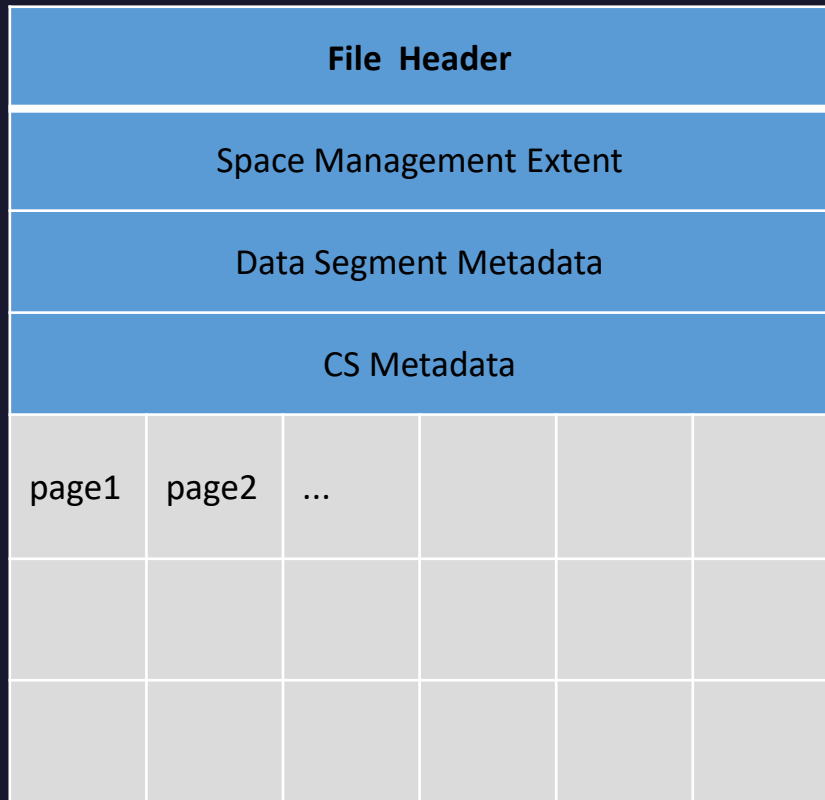 File Header
Space Management Extent
Data Segment Metadata
CS Metadata
page1 page2 ...